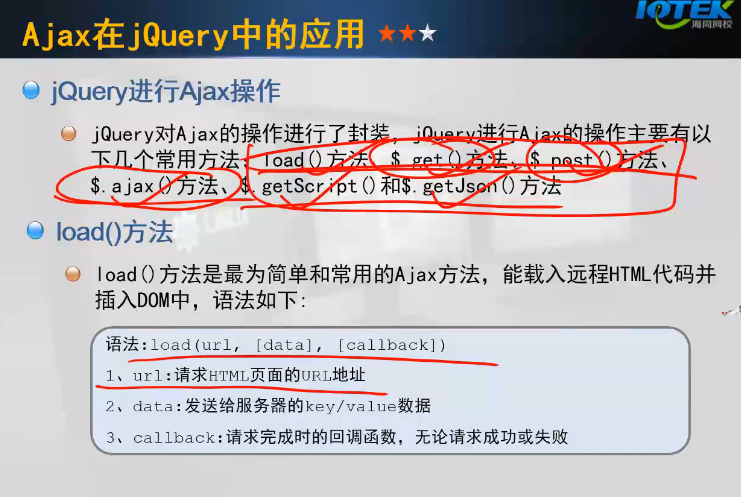 IOTEK
海同网校
Ajax在jQuery中的应用
jQuery进行Ajax操作
jQuery对Ajax的操作进行了封装，jQuery进行Ajax的操作主要有以
下几个常用方法：load()方法、$.get()方法、$.post()方法、
$.ajax()方法、$.getScript()和$.getJson()方法
load()方法
load()方法是最为简单和常用的Ajax方法，能载入远程HTML代码并
插入DOM中，语法如下：
语法:load(url, [data], [callback])
1、url:请求HTML页面的URL地址
2、data:发送给服务器的key/value数据
3、callback:请求完成时的回调函数，无论请求成功或失败